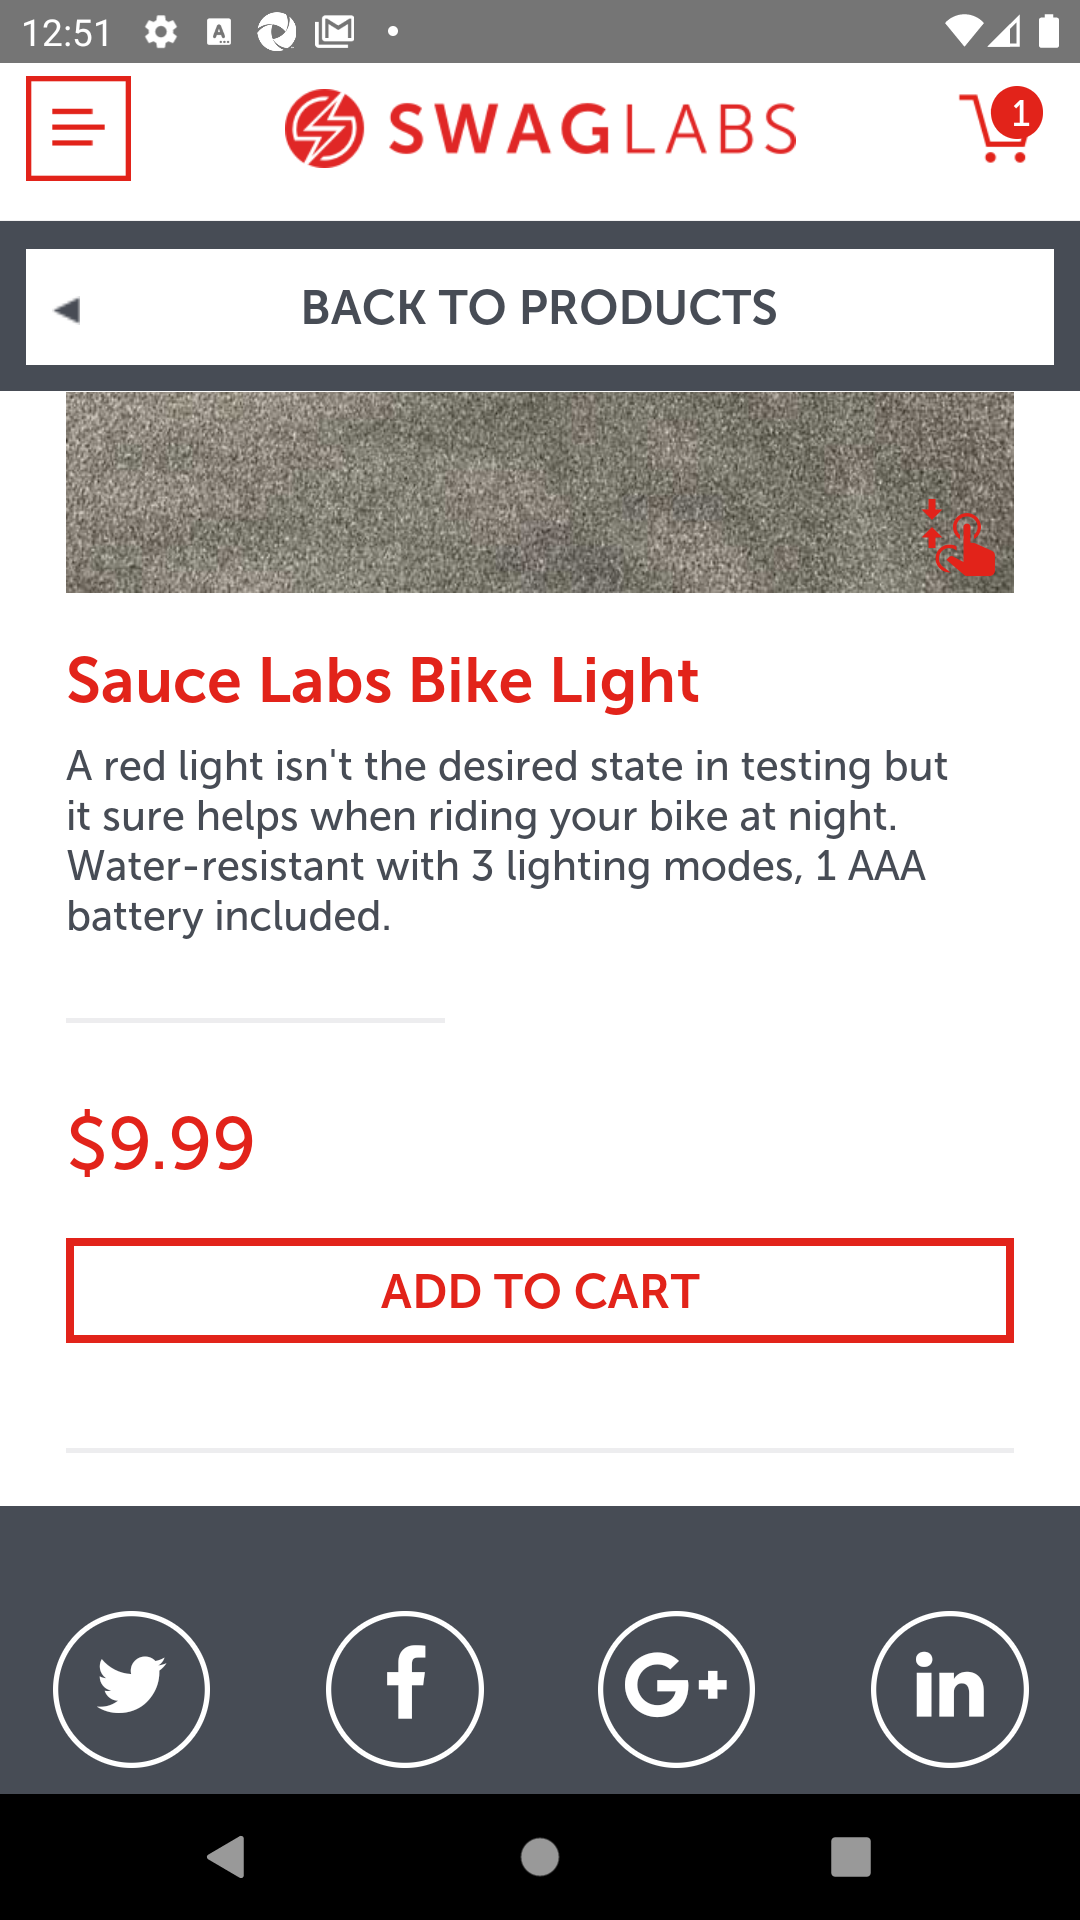 12:51
SWAGLABS
1
BACK TO PRODUCTS
Sauce Labs Bike Light
A red light isn't the desired state in testing but
it sure helps when riding your bike at night.
Water-resistant with 3 lighting modes, 1 AAA
battery included.
$9.99
ADD TO CART